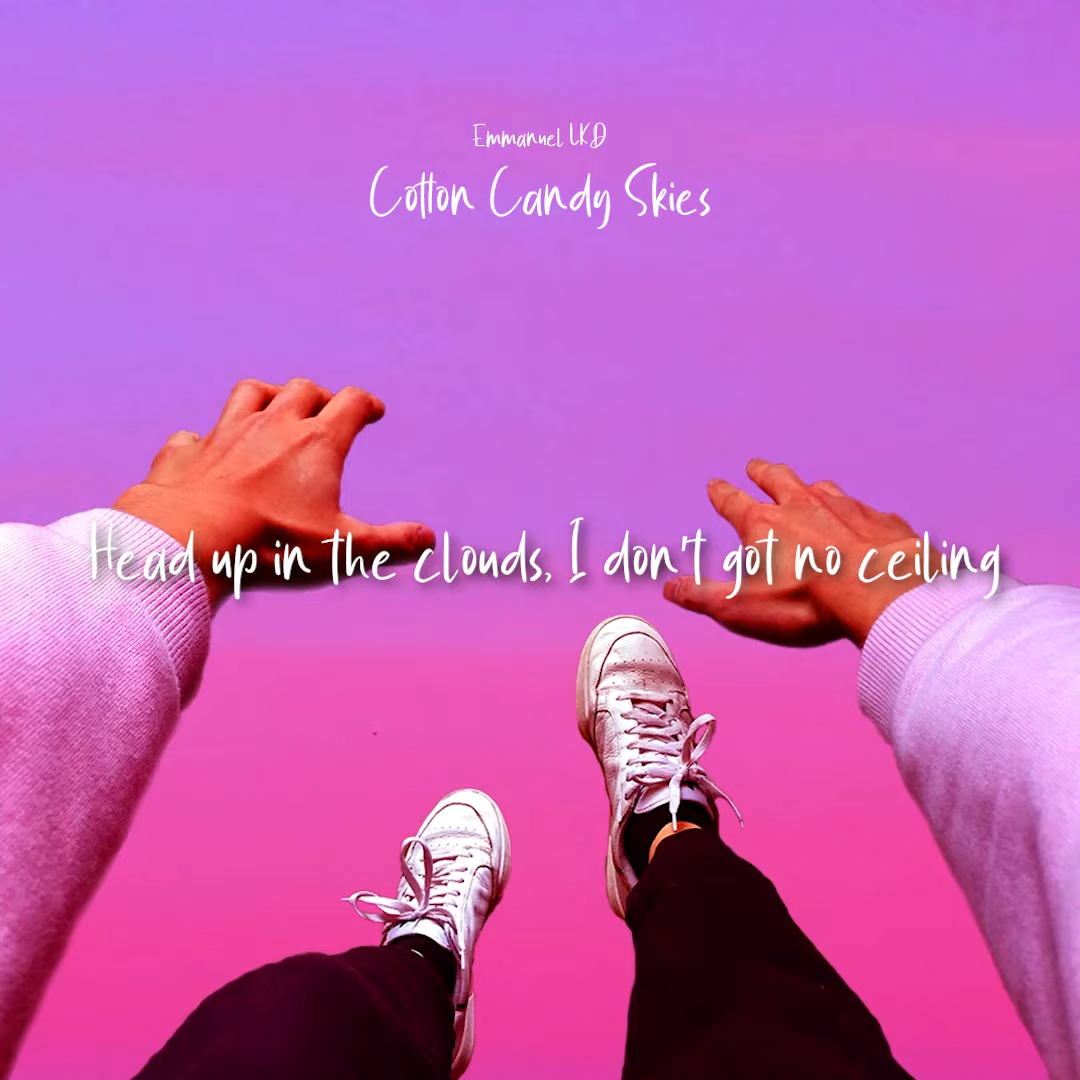 Emmanuel LKD
Cotton Candy Skies
Head up in the clouds, I don't got no ceiling